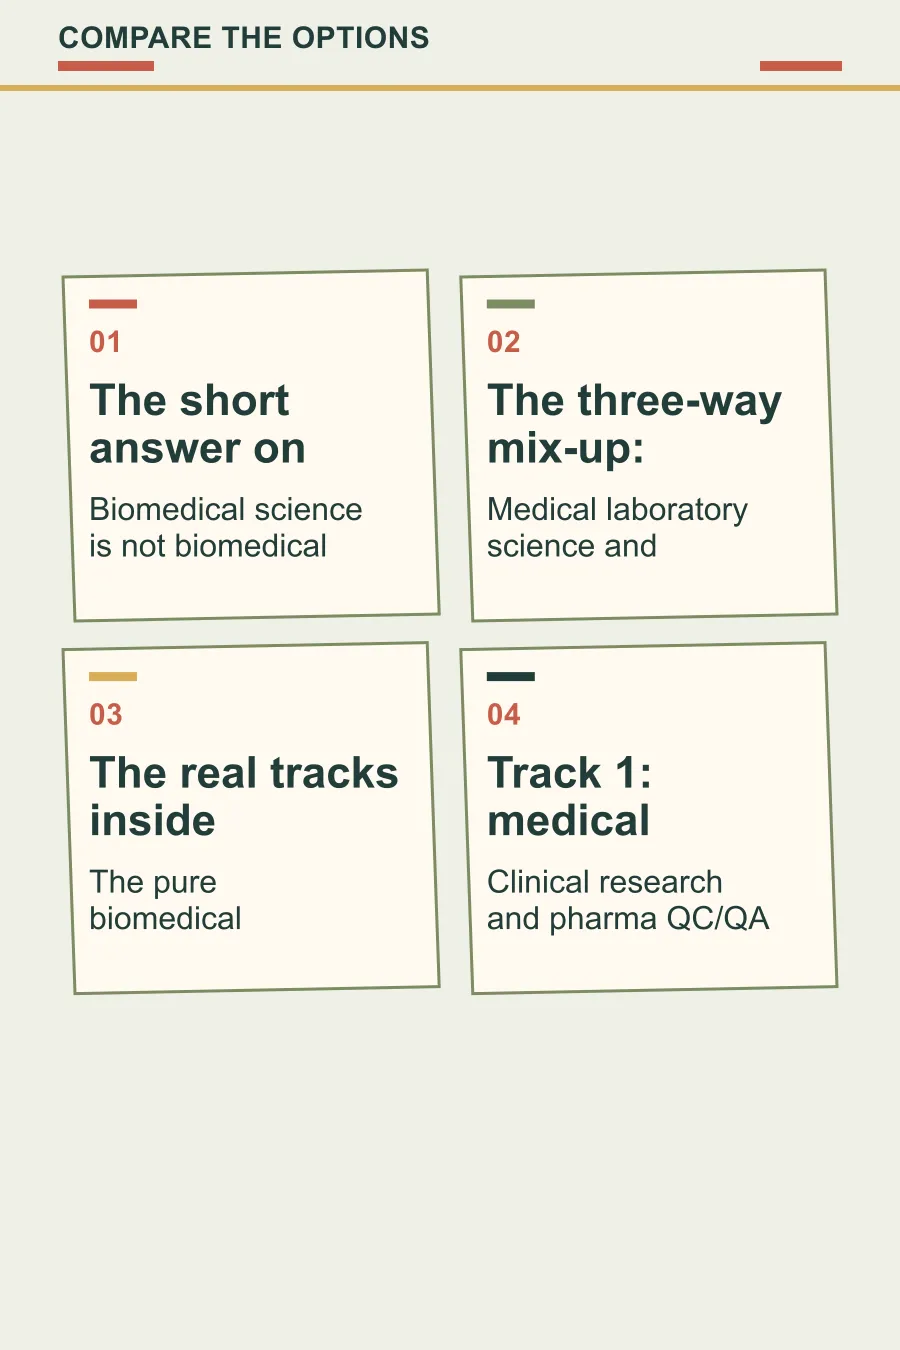 COMPARE THE OPTIONS
01
The short
answer on
Biomedical science
is not biomedical
02
The three-way
mix-up:
Medical laboratory
science and
03
The real tracks
inside
The pure
biomedical
04
Track 1:
medical
Clinical research
and pharma QC/QA